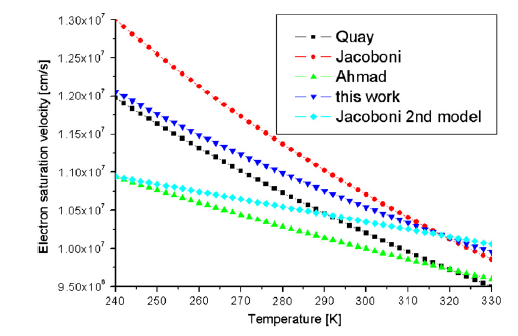 1.30x10⁷
1.25x10⁷
1.20x10⁷
1.15x10⁷
1.10x10⁷
1.05x10⁷
1.00x10⁷
9.50x10⁶
Electron saturation velocity [cm/s]
Quay
Jacoboni
Ahmad
this work
Jacoboni 2nd model
240 250 260 270 280 290 300 310 320 330
Temperature [K]